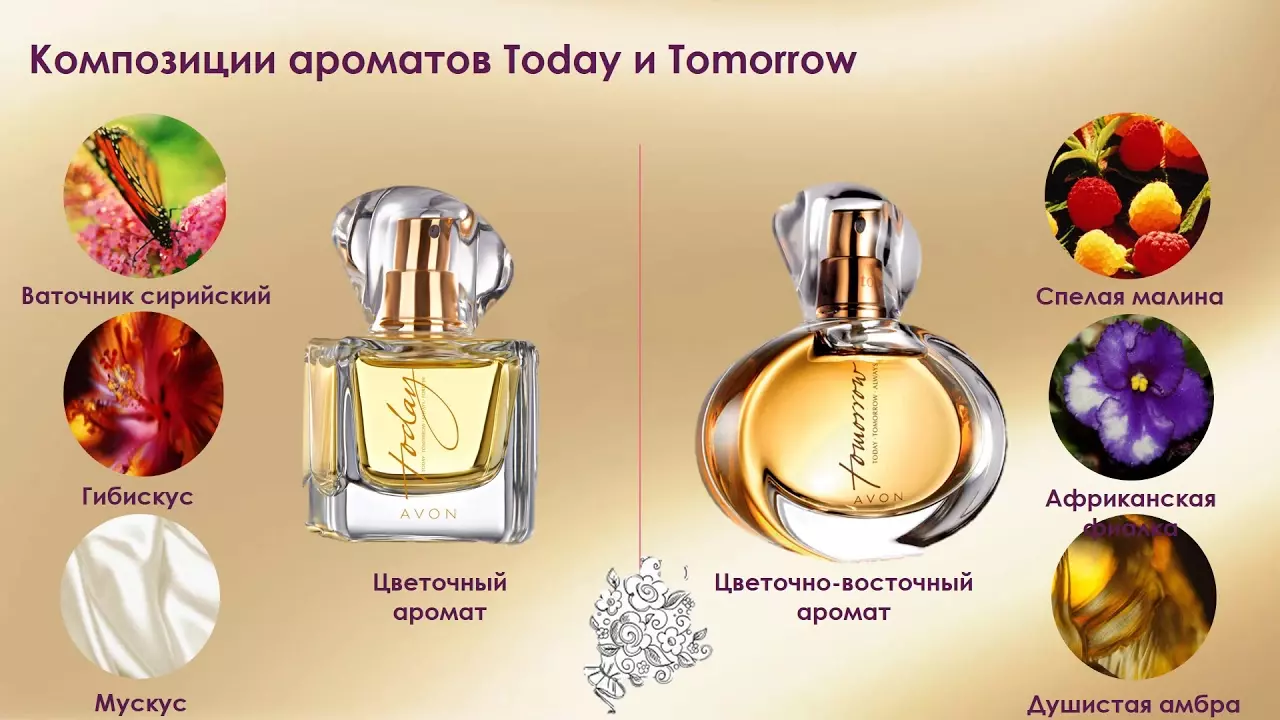 Композиции ароматов Today и Tomorrow
Ваточник сирийский
Гибискус
Мускус
today
AVON
Цветочный
аромат
Tomorrow
TODAY TOMORROW ALWAYS
AVON
Цветочно-восточный
аромат
Спелая малина
Африканская
фиалка
Душистая амбра